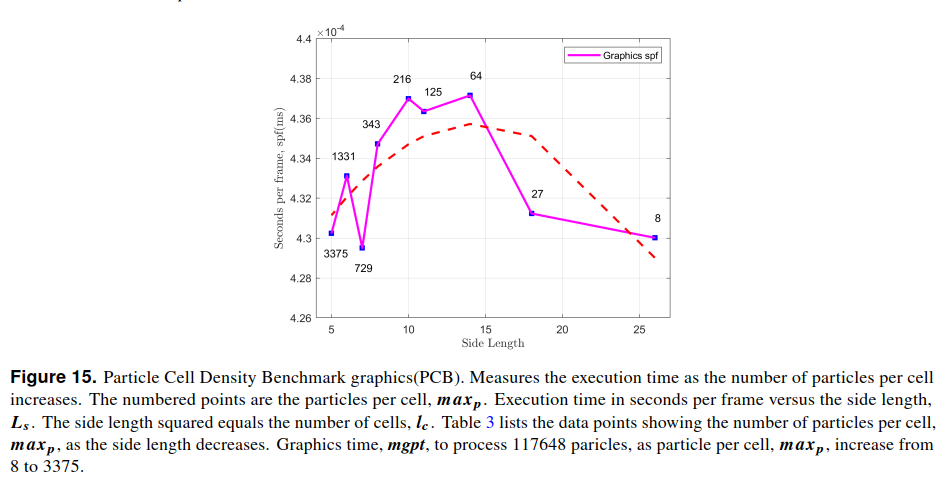 ×10-4
4.4
4.38
4.36
4.34
4.32
4.3
4.28
4.26
Seconds per frame, spf(ms)
Graphics spf
216
125
64
343
1331
3375
729
27
8
5
10
15
20
25
Side Length
Figure 15. Particle Cell Density Benchmark graphics(PCB). Measures the execution time as the number of particles per cell
increases. The numbered points are the particles per cell, maxp. Execution time in seconds per frame versus the side length,
Ls. The side length squared equals the number of cells, lc. Table 3 lists the data points showing the number of particles per cell,
maxp, as the side length decreases. Graphics time, mgpt, to process 117648 paricles, as particle per cell, maxp, increase from
8 to 3375.